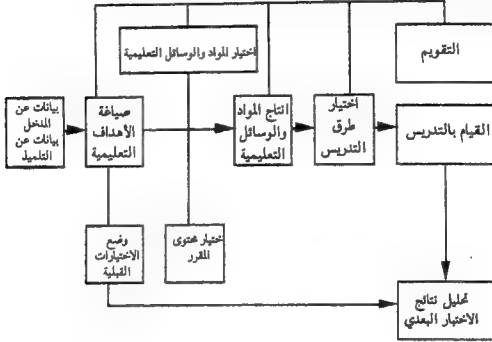 اختيار المواد والوسائل التعليمية
التقويم
بيانات عن
المدخل
بيانات عن
التلميذ
صياغة
الأهداف
التعليمية
انتاج المواد
والوسائل
التعليمية
اختيار
طرق
التدريس
القيام بالتدريس
وضع
الاختبارات
القبلية
ختيار محتوى
المقرر
تحليل نتائج
الاختبار البعدي